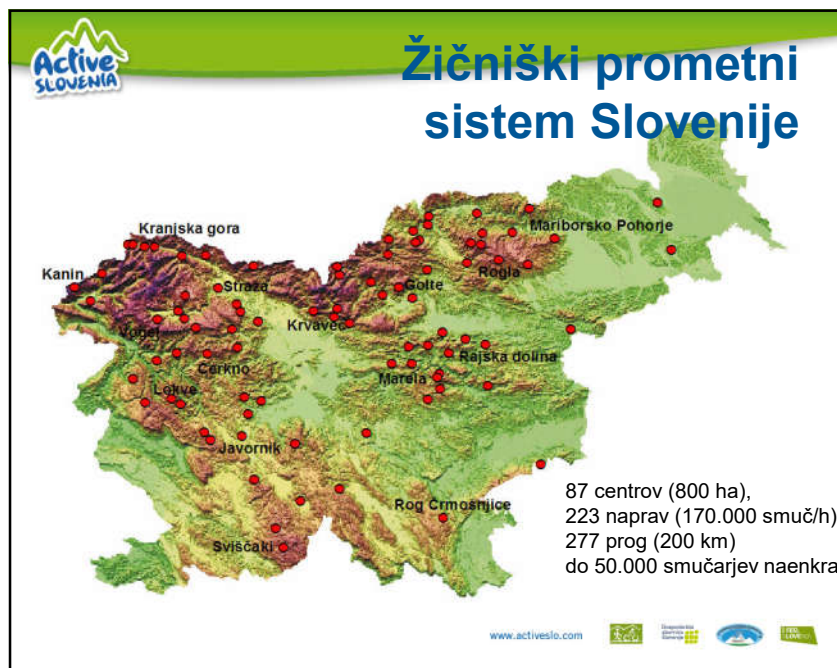 Active
SLOVENIA
Žičniški prometni
sistem Slovenije
Kranjska gora
Mariborsko Pohorje
Kanin
Straža
Rogla
Golte
Vogel
Krvavec
Rajska dolina
Cerkno
Marela
Lokve
Javornik
87 centrov (800 ha),
223 naprav (170.000 smuč/h)
277 prog (200 km)
do 50.000 smučarjev naenkra
Rog Črmošnjice
Sviščaki
www.activeslo.com